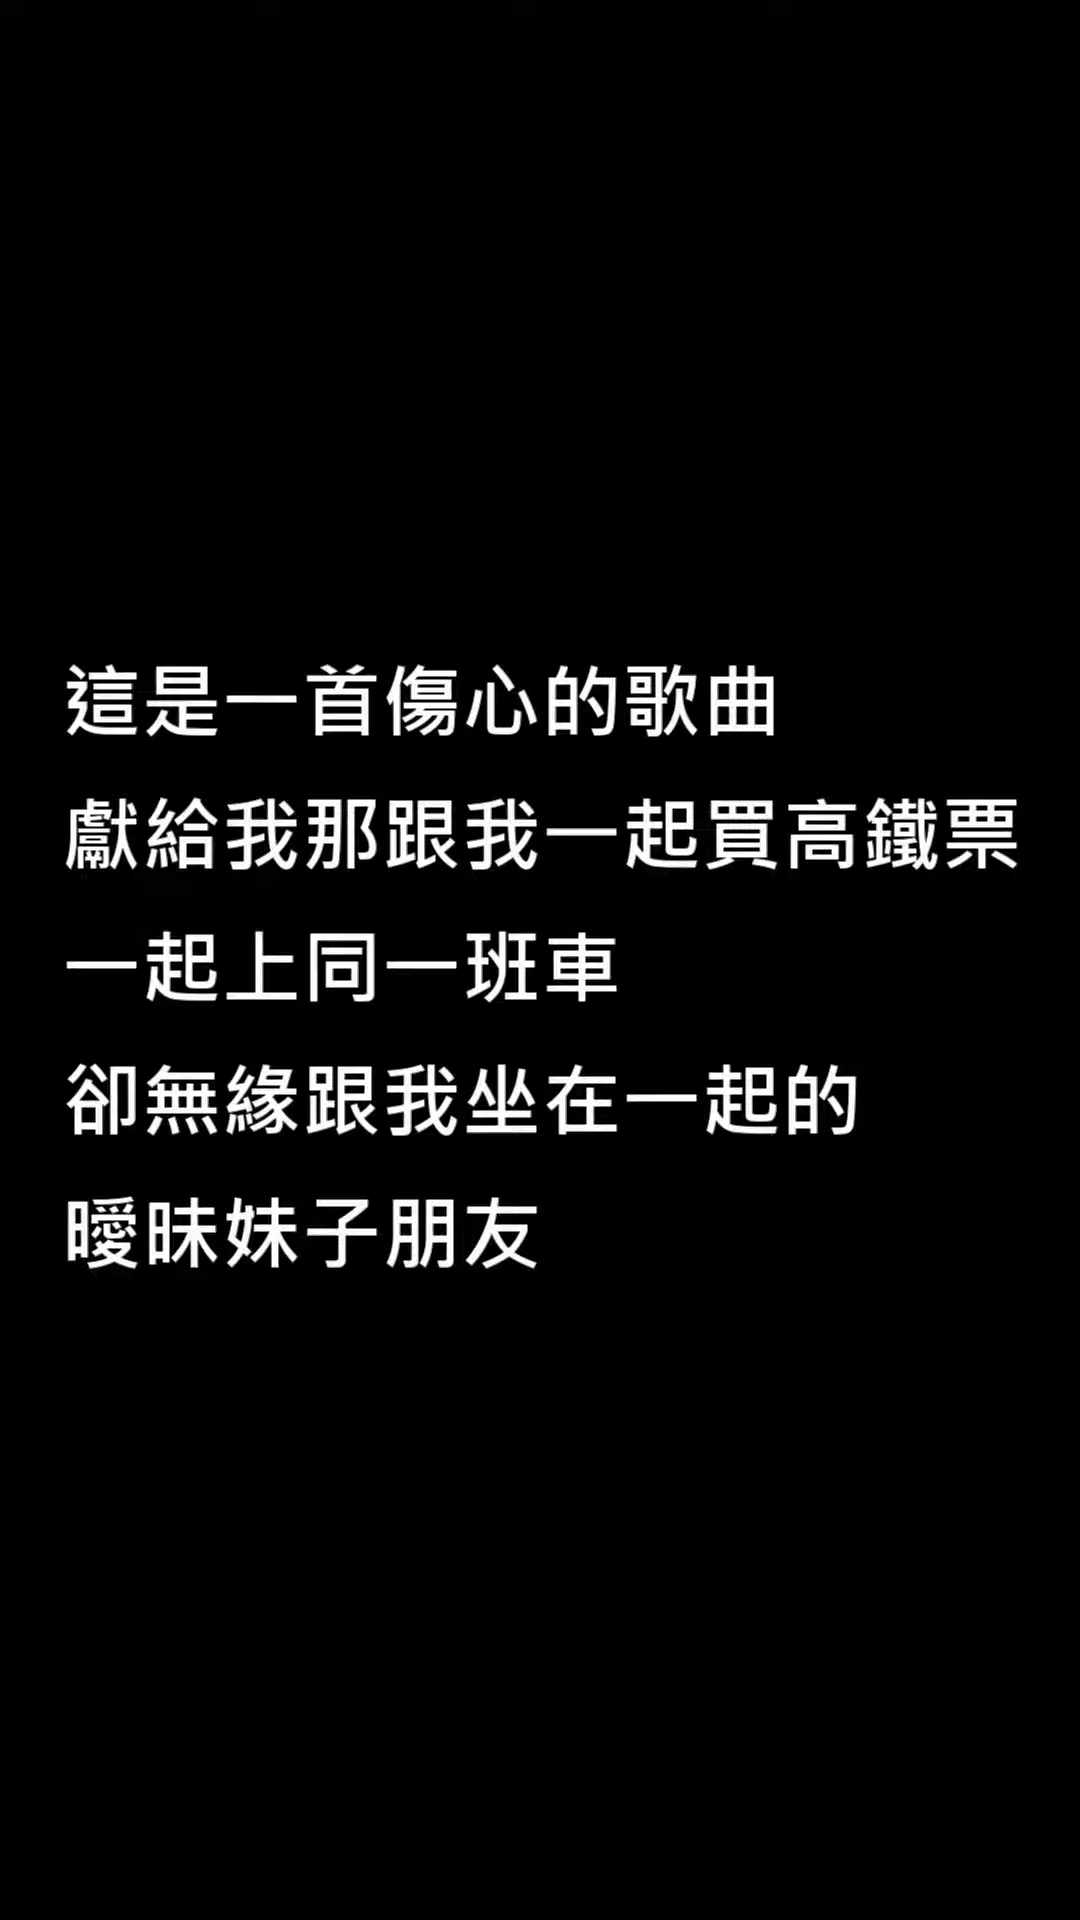 這是一首傷心的歌曲
獻給我那跟我一起買高鐵票
一起上同一班車
卻無緣跟我坐在一起的
曖昧妹子朋友